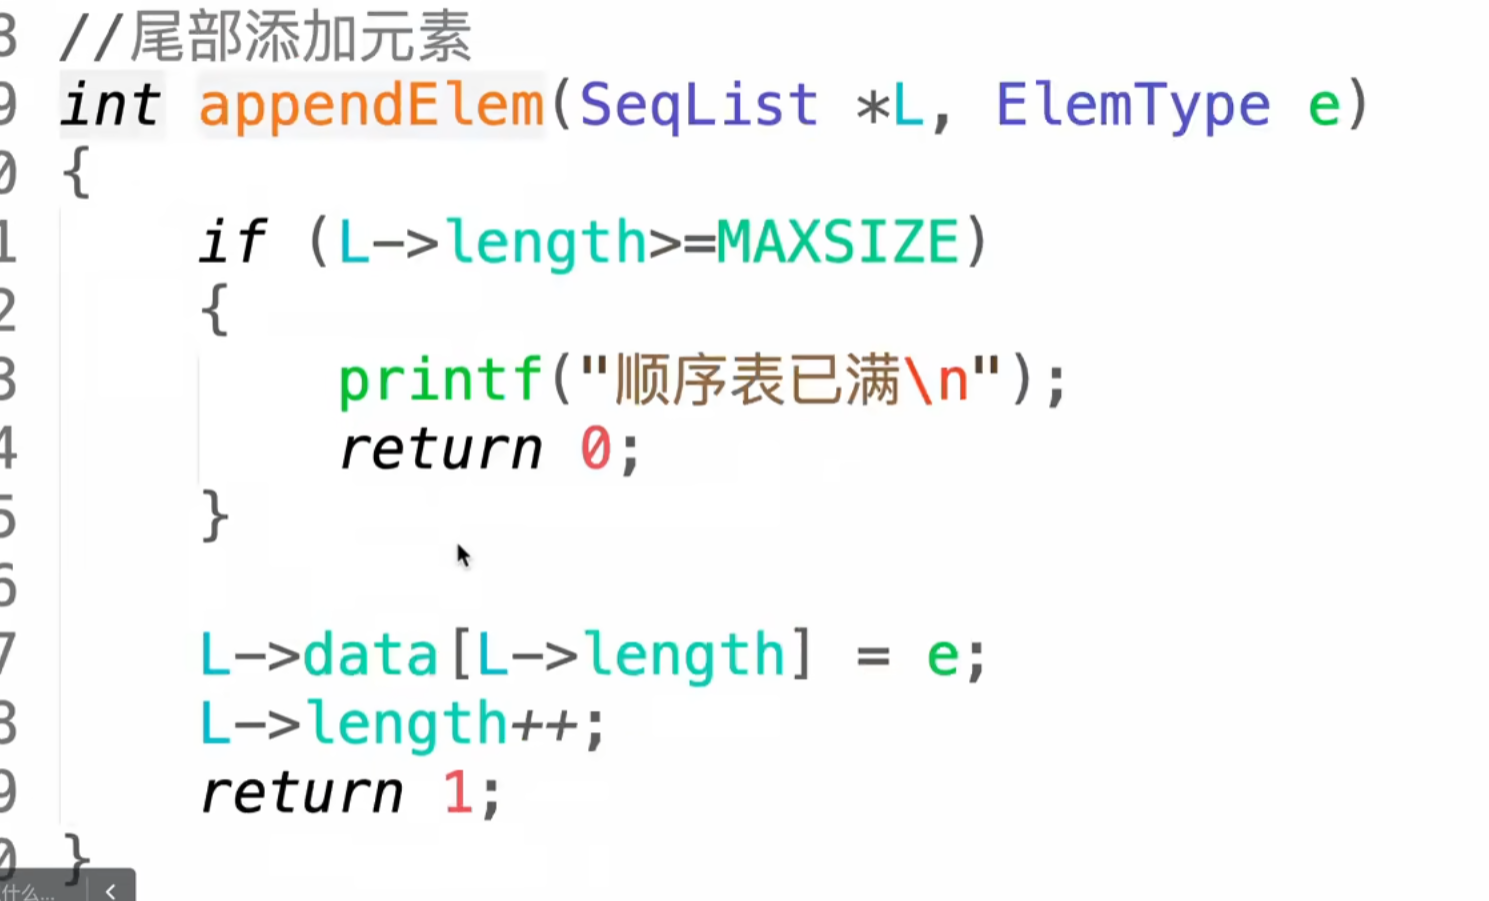 3 //尾部添加元素
9 int appendElem(SeqList *L, ElemType e)
0 {
1 if (L->length>=MAXSIZE)
2 {
3 printf("顺序表已满\n");
4 return 0;
5 }
6
7 L->data[L->length] = e;
8 L->length++;
9 return 1;
0 }
什么... <